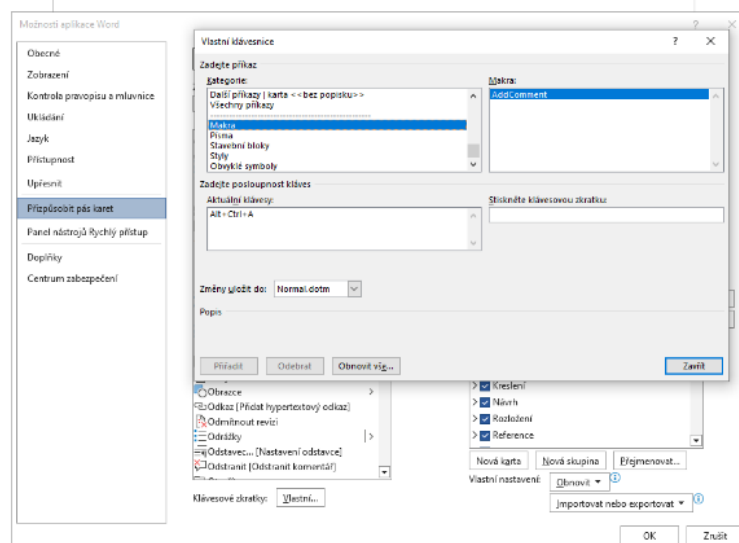 Možnosti aplikace Word
?
Obecné
Zobrazení
Kontrola pravopisu a mluvnice
Ukládání
Jazyk
Přístupnost
Upřesnit
Přizpůsobit pás karet
Panel nástrojů Rychlý přístup
Doplňky
Centrum zabezpečení
Vlastní klávesnice
?
Zadejte příkaz
Kategorie:
Další příkazy | karta <<bez popisku>>
Všechny příkazy
Makra
Písma
Stavební bloky
Styly
Obvyklé symboly
Makra:
AddComment
Zadejte posloupnost kláves
Aktuální klávesy:
Alt+Ctrl+A
Stiskněte klávesovou zkratku:
Změny uložit do: Normal.dotm
Popis
Přiřadit Odebrat Obnovit vše... Zavřít
Obrazce
Odkaz [Přidat hypertextový odkaz]
Odmítnout revizi
Odrážky
Odstavec... [Nastavení odstavce]
Odstranit [Odstranit komentář]
Klávesové zkratky: Vlastní...
Kreslení
Návrh
Rozložení
Reference
Nová karta Nová skupina Přejmenovat...
Vlastní nastavení: Obnovit
Importovat nebo exportovat
OK Zrušit